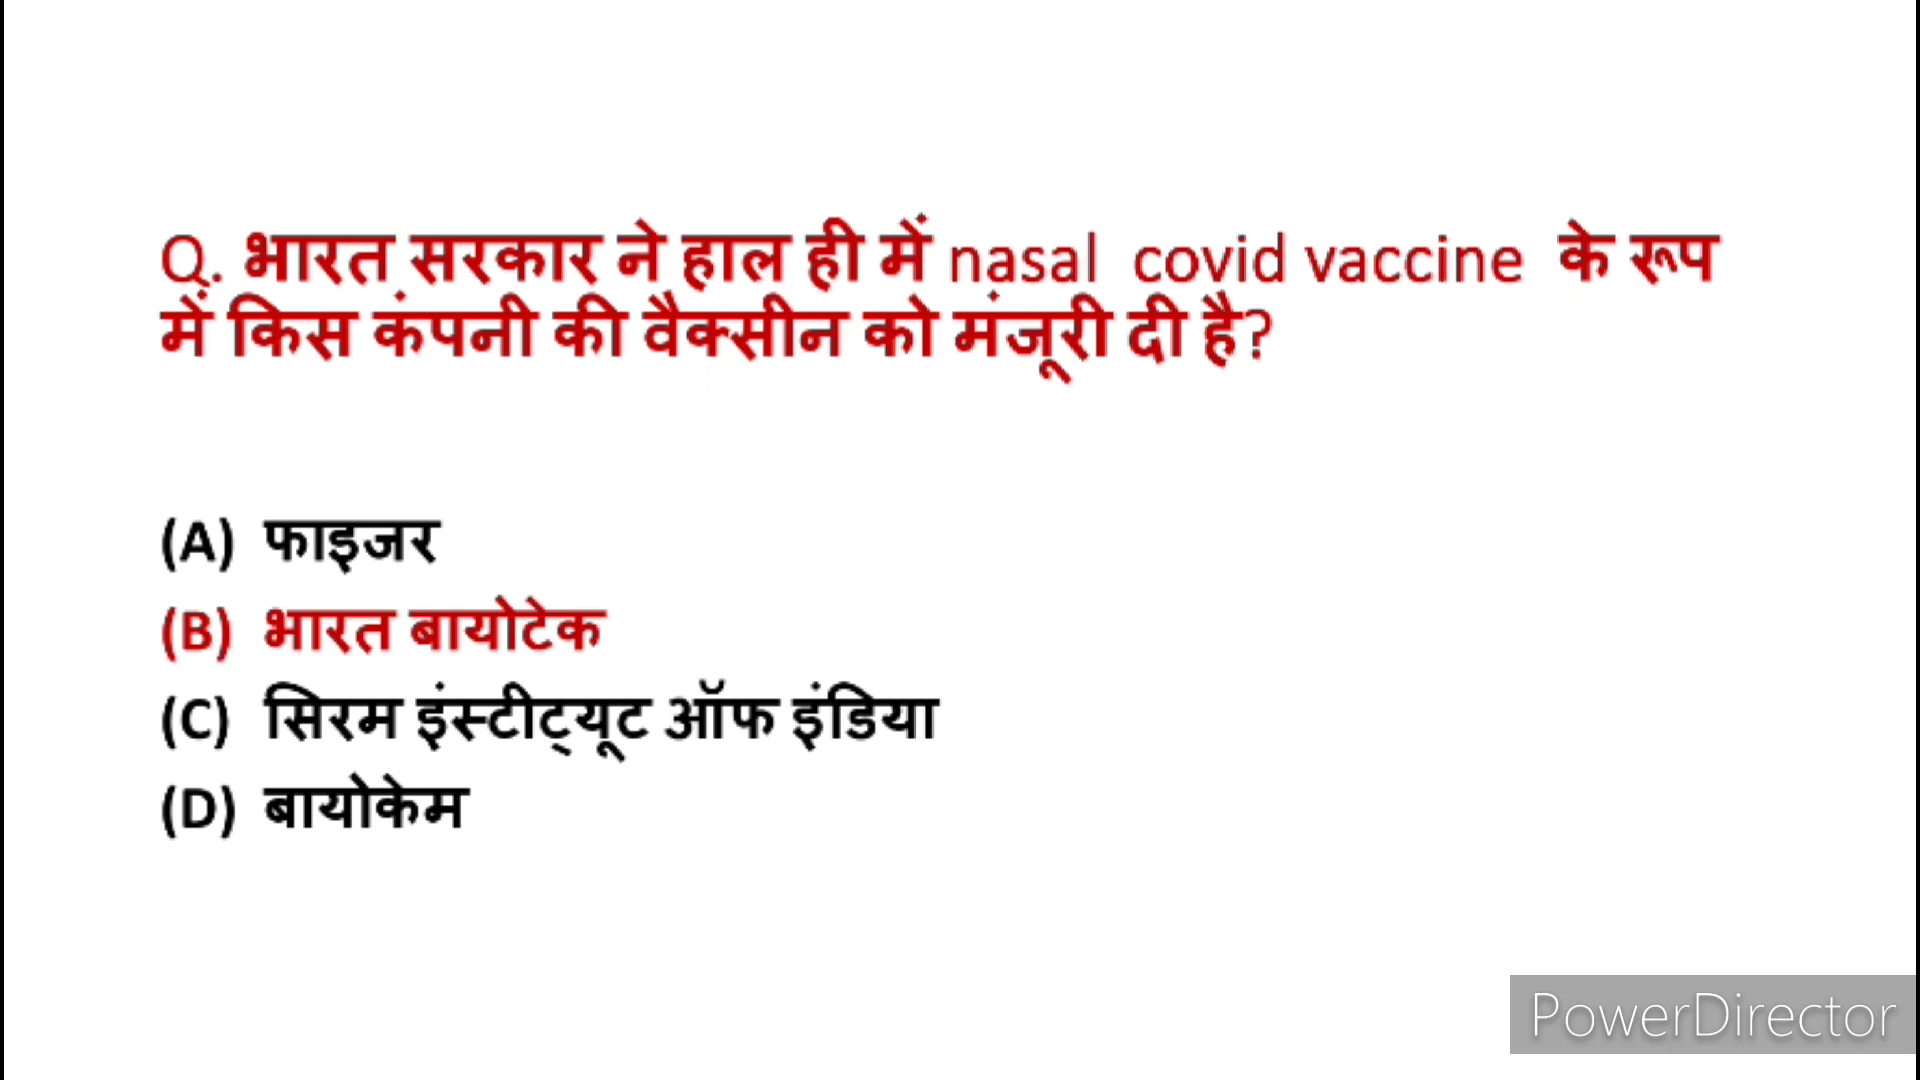 Q. भारत सरकार ने हाल ही में nasal covid vaccine के रूप
में किस कंपनी की वैक्सीन को मंजूरी दी है?
(A) फाइजर
(B) भारत बायोटेक
(C) सिरम इंस्टीट्यूट ऑफ इंडिया
(D) बायोकेम
PowerDirector